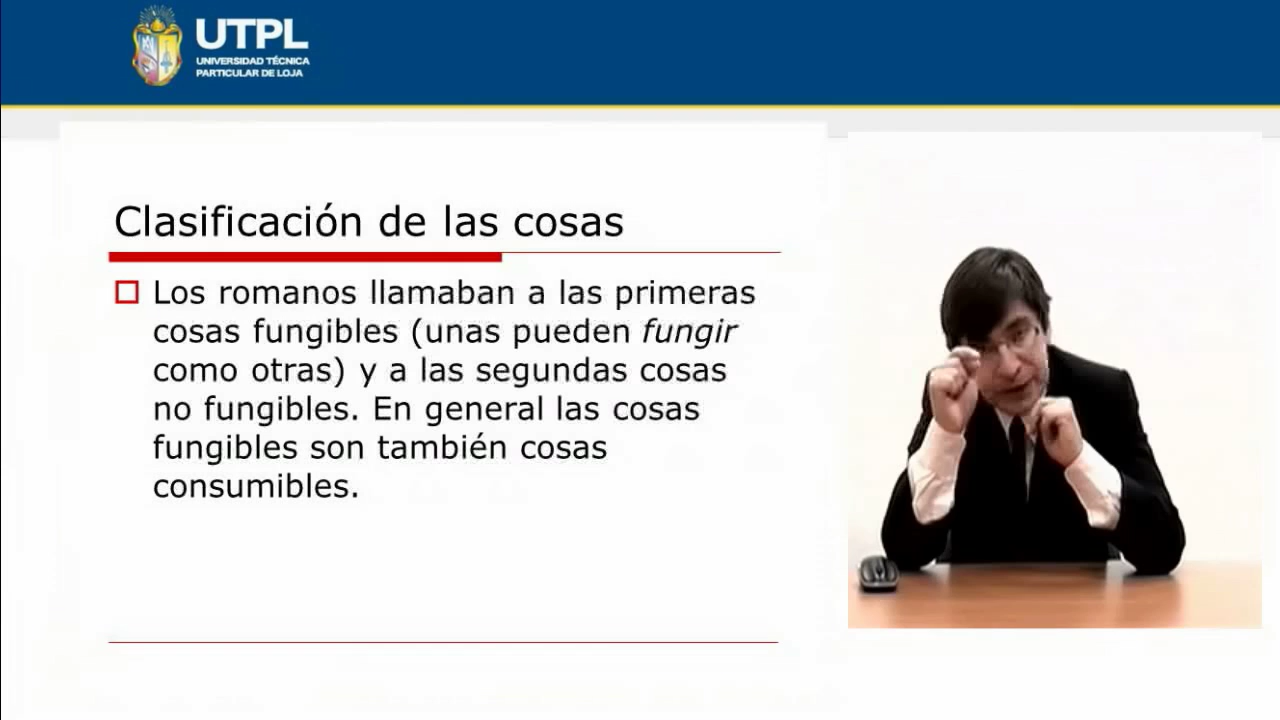 UTPL
UNIVERSIDAD TÉCNICA
PARTICULAR DE LOJA
Clasificación de las cosas
Los romanos llamaban a las primeras
cosas fungibles (unas pueden fungir
como otras) y a las segundas cosas
no fungibles. En general las cosas
fungibles son también cosas
consumibles.